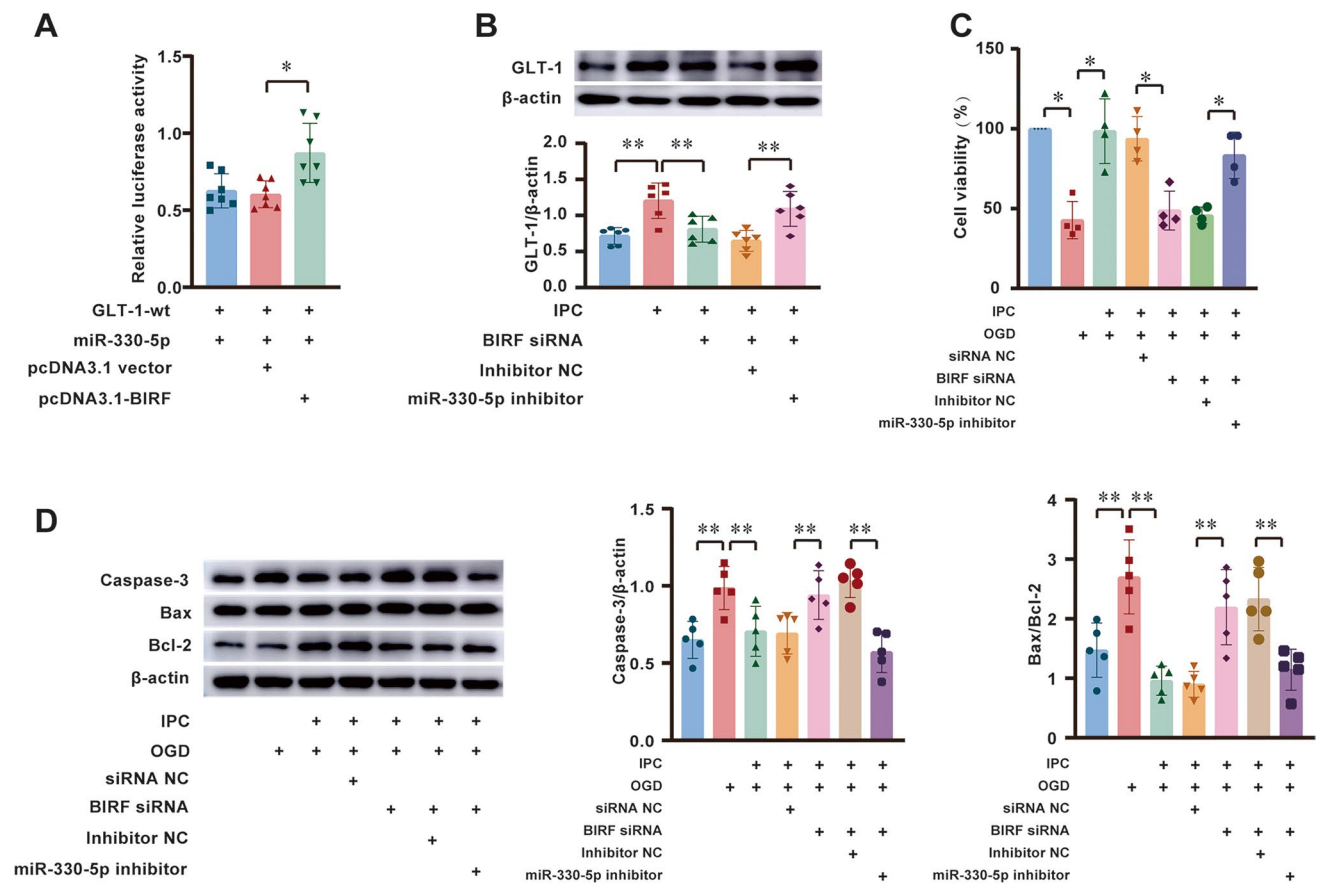 A
Relative luciferase activity
1.5
1.0
0.5
0.0
*
GLT-1-wt + + +
miR-330-5p + + +
pcDNA3.1 vector +
pcDNA3.1-BIRF +
B
GLT-1
β-actin
GLT-1/β-actin
2.0
1.5
1.0
0.5
0.0
** ** **
IPC + + + +
BIRF siRNA + + +
Inhibitor NC +
miR-330-5p inhibitor +
C
Cell viability (%)
150
100
50
0
* * * *
IPC + + + + +
OGD + + + + + +
siRNA NC +
BIRF siRNA + + +
Inhibitor NC +
miR-330-5p inhibitor +
D
Caspase-3
Bax
Bcl-2
β-actin
IPC + + + + +
OGD + + + + + +
siRNA NC +
BIRF siRNA + + +
Inhibitor NC +
miR-330-5p inhibitor +
Caspase-3/β-actin
1.5
1.0
0.5
0.0
** ** ** **
IPC + + + + +
OGD + + + + + +
siRNA NC +
BIRF siRNA + + +
Inhibitor NC +
miR-330-5p inhibitor +
Bax/Bcl-2
4
3
2
1
0
** ** ** **
IPC + + + + +
OGD + + + + + +
siRNA NC +
BIRF siRNA + + +
Inhibitor NC +
miR-330-5p inhibitor +